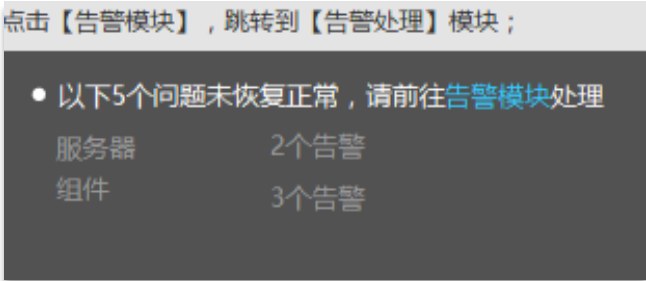 点击【告警模块】，跳转到【告警处理】模块；
以下5个问题未恢复正常，请前往告警模块处理
服务器 2个告警
组件 3个告警